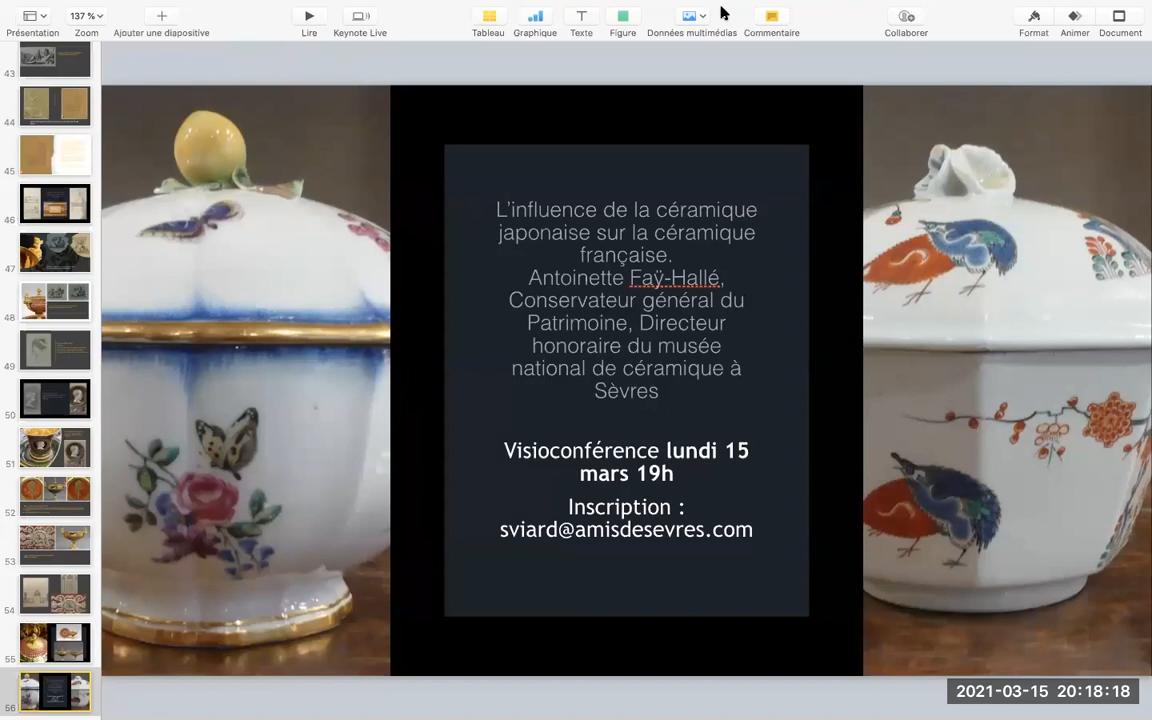 137 %
Présentation Zoom Ajouter une diapositive Lire Keynote Live Tableau Graphique Texte Figure Données multimédias Commentaire Collaborer Format Animer Document
43
44
45
46
47
48
49
50
51
52
53
54
55
56
L'influence de la céramique
japonaise sur la céramique
française.
Antoinette Faÿ-Hallé,
Conservateur général du
Patrimoine, Directeur
honoraire du musée
national de céramique à
Sèvres
Visioconférence lundi 15
mars 19h
Inscription :
sviard@amisdesevres.com
2021-03-15 20:18:18